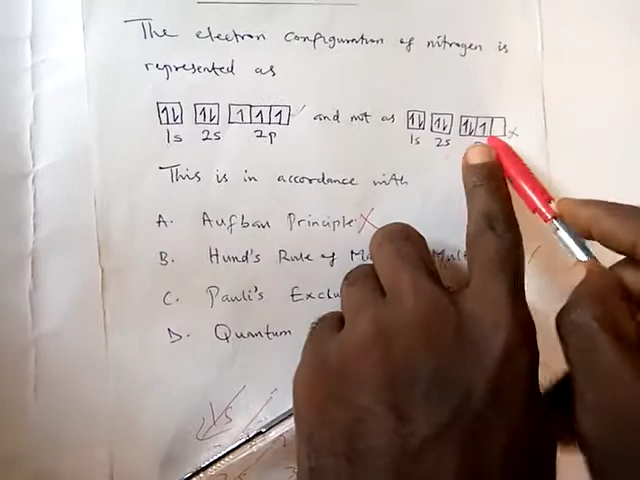 The electron configuration of nitrogen is
represented as
1s 2s 2p and not as 1s 2s
This is in accordance with
A. Aufbau Principle
B. Hund's Rule of
C. Pauli's
D. Quantum